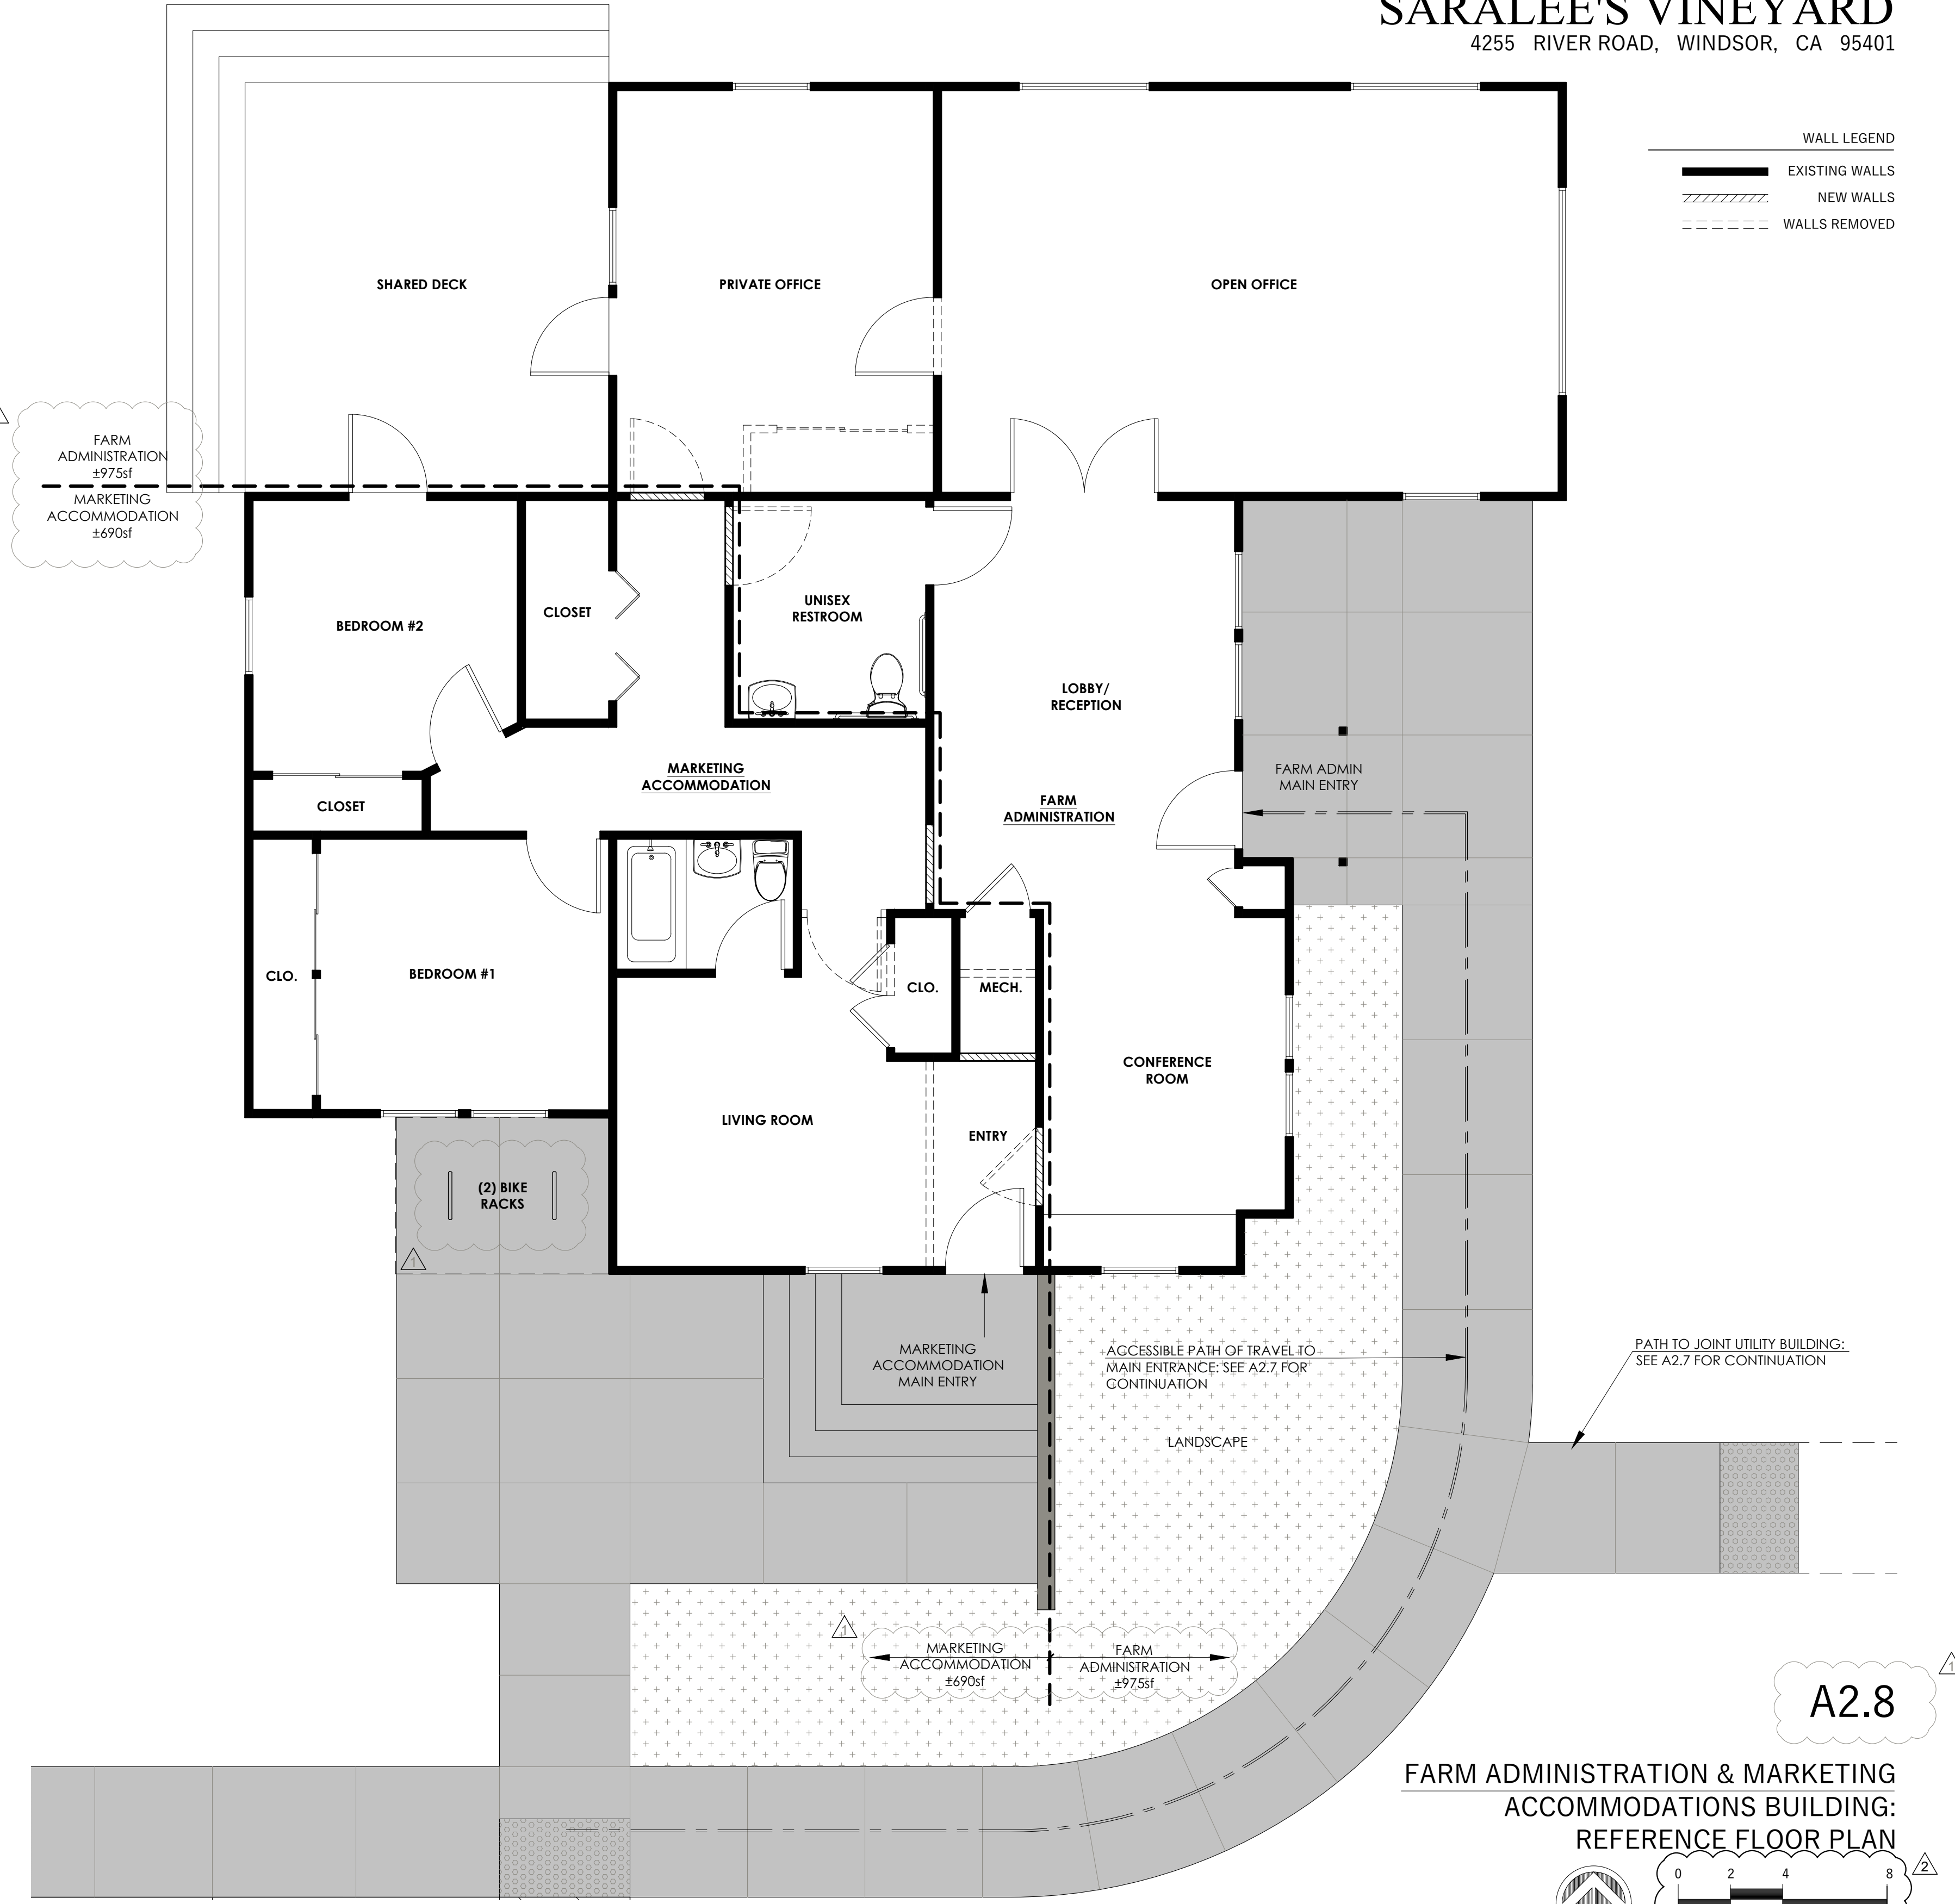 SARALEE'S VINEYARD
4255 RIVER ROAD, WINDSOR, CA 95401
WALL LEGEND
EXISTING WALLS
NEW WALLS
WALLS REMOVED
SHARED DECK
PRIVATE OFFICE
OPEN OFFICE
FARM
ADMINISTRATION
±975sf
MARKETING
ACCOMMODATION
±690sf
BEDROOM #2
CLOSET
UNISEX
RESTROOM
LOBBY/
RECEPTION
MARKETING
ACCOMMODATION
FARM
ADMINISTRATION
FARM ADMIN
MAIN ENTRY
CLOSET
CLO.
BEDROOM #1
CLO.
MECH.
CONFERENCE
ROOM
LIVING ROOM
ENTRY
(2) BIKE
RACKS
1
MARKETING
ACCOMMODATION
MAIN ENTRY
ACCESSIBLE PATH OF TRAVEL TO
MAIN ENTRANCE: SEE A2.7 FOR
CONTINUATION
PATH TO JOINT UTILITY BUILDING:
SEE A2.7 FOR CONTINUATION
LANDSCAPE
1
MARKETING
ACCOMMODATION
±690sf
FARM
ADMINISTRATION
±975sf
1
A2.8
FARM ADMINISTRATION & MARKETING
ACCOMMODATIONS BUILDING:
REFERENCE FLOOR PLAN
0 2 4 8
2